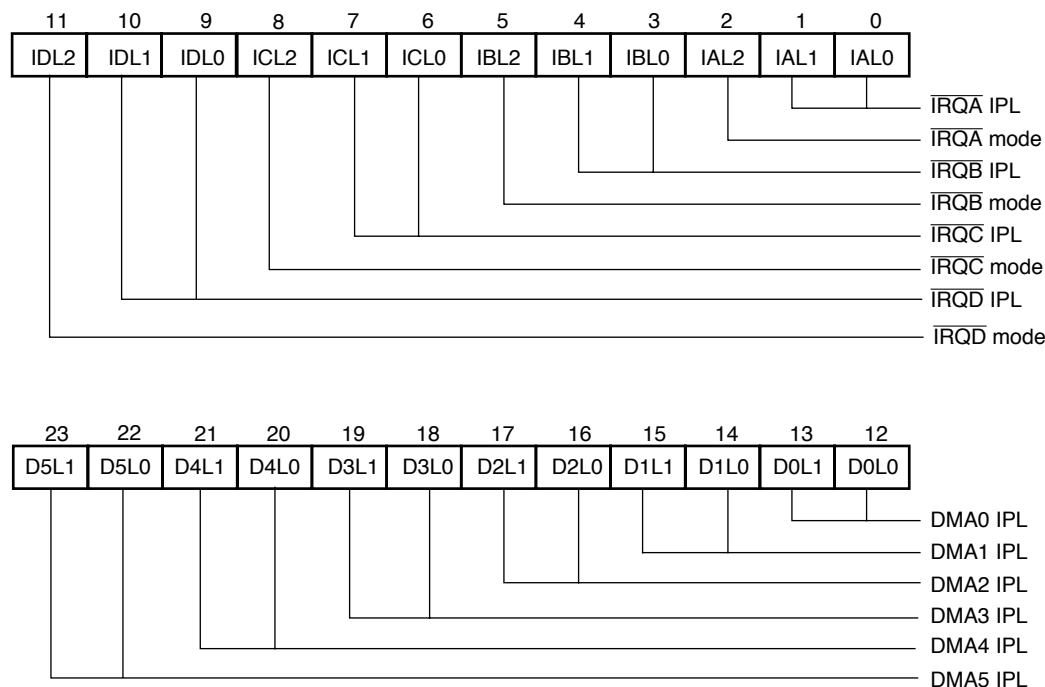 11 10 9 8 7 6 5 4 3 2 1 0
IDL2 IDL1 IDL0 ICL2 ICL1 ICL0 IBL2 IBL1 IBL0 IAL2 IAL1 IAL0
IRQA IPL
IRQA mode
IRQB IPL
IRQB mode
IRQC IPL
IRQC mode
IRQD IPL
IRQD mode
23 22 21 20 19 18 17 16 15 14 13 12
D5L1 D5L0 D4L1 D4L0 D3L1 D3L0 D2L1 D2L0 D1L1 D1L0 D0L1 D0L0
DMA0 IPL
DMA1 IPL
DMA2 IPL
DMA3 IPL
DMA4 IPL
DMA5 IPL